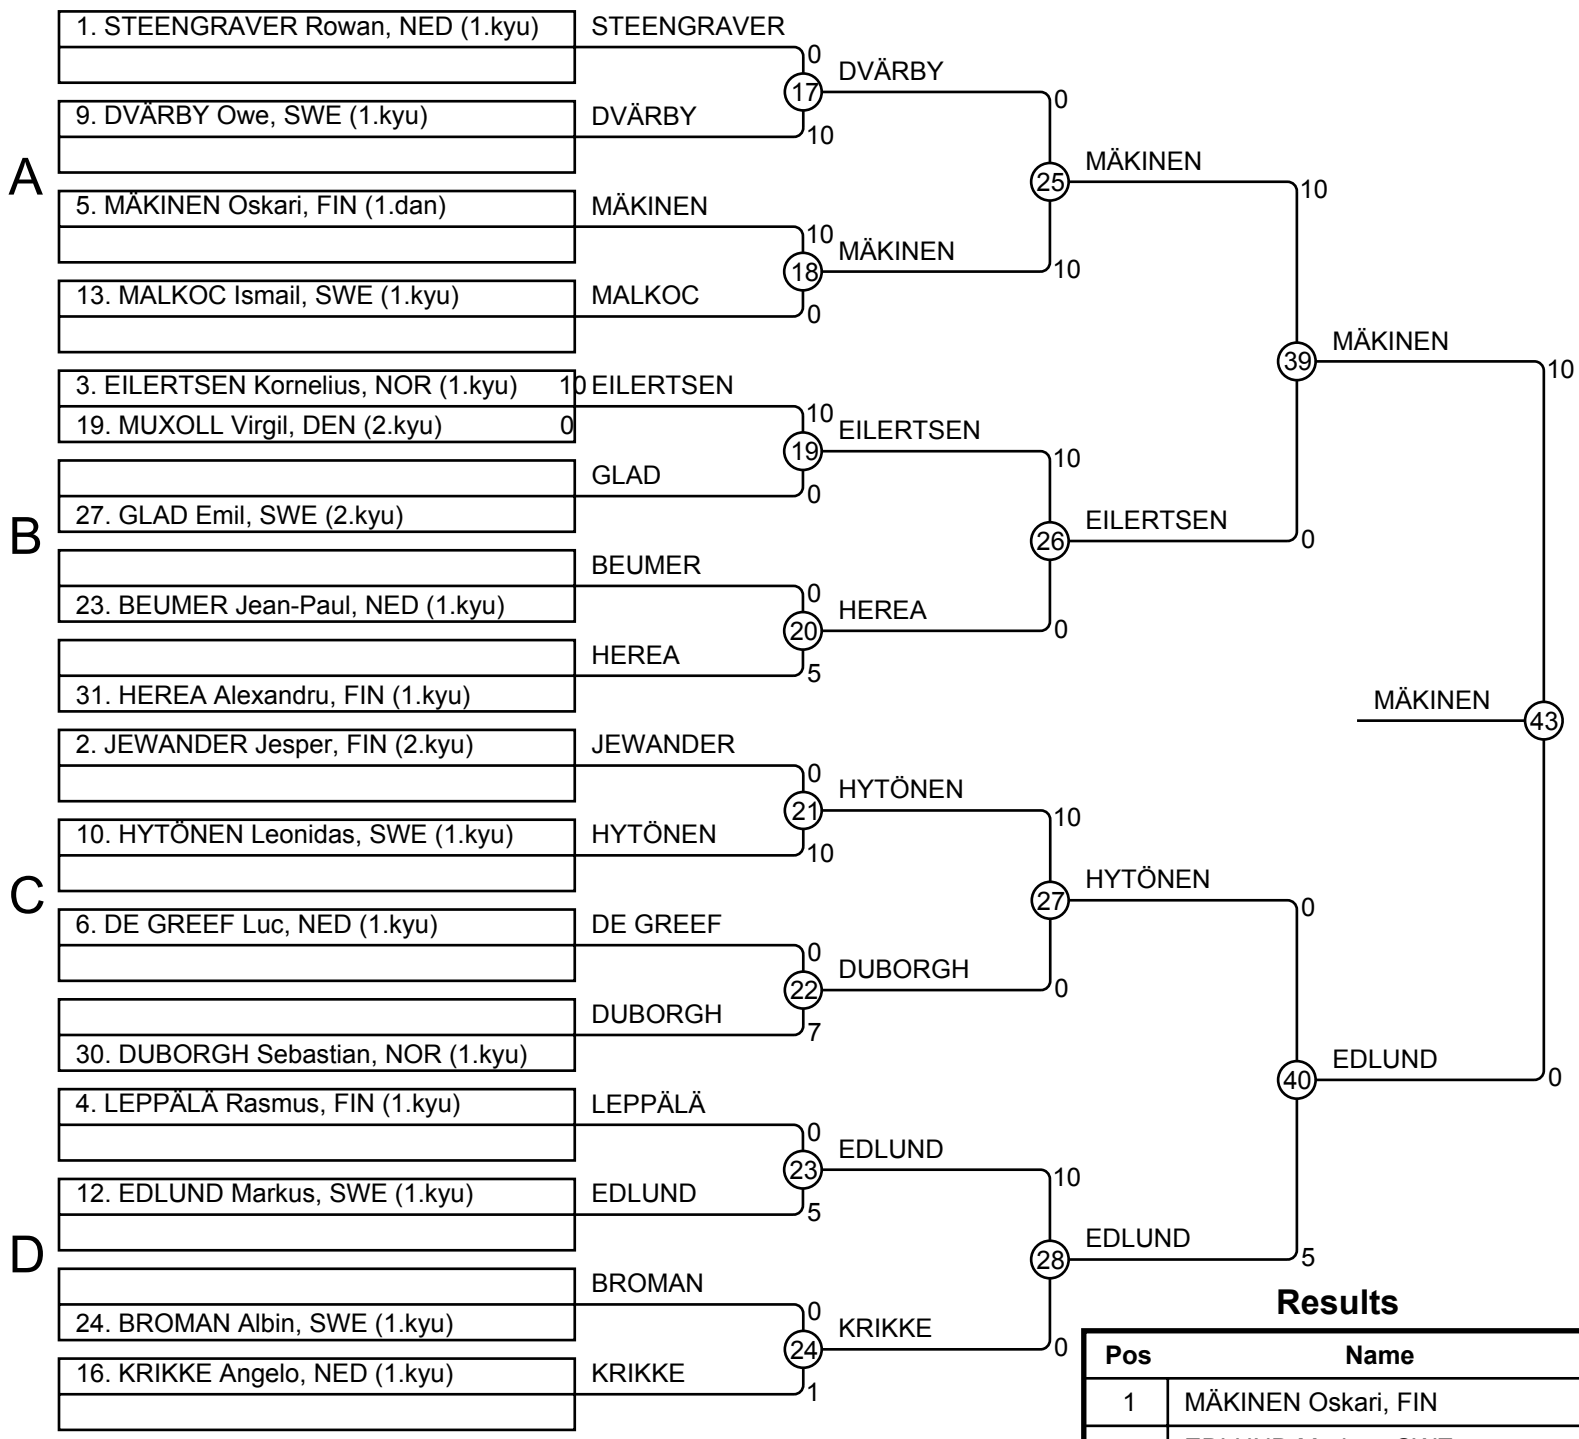 1. STEENGRAVER Rowan, NED (1.kyu)
STEENGRAVER
0
17
DVÄRBY
9. DVÄRBY Owe, SWE (1.kyu)
DVÄRBY
10
0
A
25
MÄKINEN
10
5. MÄKINEN Oskari, FIN (1.dan)
MÄKINEN
10
18
MÄKINEN
10
13. MALKOC Ismail, SWE (1.kyu)
MALKOC
0
39
MÄKINEN
10
3. EILERTSEN Kornelius, NOR (1.kyu) 10
19. MUXOLL Virgil, DEN (2.kyu) 0
EILERTSEN
10
19
EILERTSEN
10
GLAD
0
27. GLAD Emil, SWE (2.kyu)
B
26
EILERTSEN
0
BEUMER
0
23. BEUMER Jean-Paul, NED (1.kyu)
20
HEREA
0
HEREA
5
31. HEREA Alexandru, FIN (1.kyu)
MÄKINEN
43
2. JEWANDER Jesper, FIN (2.kyu)
JEWANDER
0
21
HYTÖNEN
10
10. HYTÖNEN Leonidas, SWE (1.kyu)
HYTÖNEN
10
C
27
HYTÖNEN
0
6. DE GREEF Luc, NED (1.kyu)
DE GREEF
0
22
DUBORGH
0
DUBORGH
7
30. DUBORGH Sebastian, NOR (1.kyu)
40
EDLUND
0
4. LEPPÄLÄ Rasmus, FIN (1.kyu)
LEPPÄLÄ
0
23
EDLUND
10
12. EDLUND Markus, SWE (1.kyu)
EDLUND
5
D
28
EDLUND
5
BROMAN
0
24. BROMAN Albin, SWE (1.kyu)
24
KRIKKE
0
16. KRIKKE Angelo, NED (1.kyu)
KRIKKE
1
Results
Pos Name
1 MÄKINEN Oskari, FIN